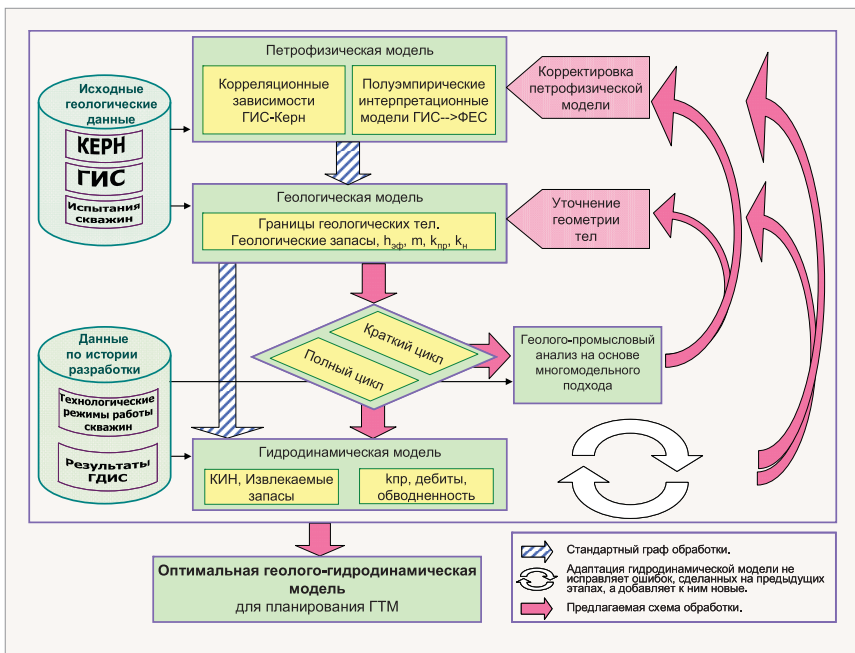 Петрофизическая модель
Корреляционные
зависимости
ГИС-Керн
Полуэмпирические
интерпретационные
модели ГИС-->ФЕС
Корректировка
петрофизической
модели
Исходные
геологические
данные
КЕРН
ГИС
Испытания
скважин
Геологическая модель
Границы геологических тел.
Геологические запасы, hэф, m, kпр, kн
Уточнение
геометрии
тел
Краткий цикл
Полный цикл
Геолого-промысловый
анализ на основе
многомодельного
подхода
Данные
по истории
разработки
Технологические
режимы работы
скважин
Результаты
ГДИС
Гидродинамическая модель
КИН, Извлекаемые
запасы
kпр, дебиты,
обводненность
Оптимальная геолого-гидродинамическая
модель
для планирования ГТМ
Стандартный граф обработки.
Адаптация гидродинамической модели не
исправляет ошибок, сделанных на предыдущих
этапах, а добавляет к ним новые.
Предлагаемая схема обработки.